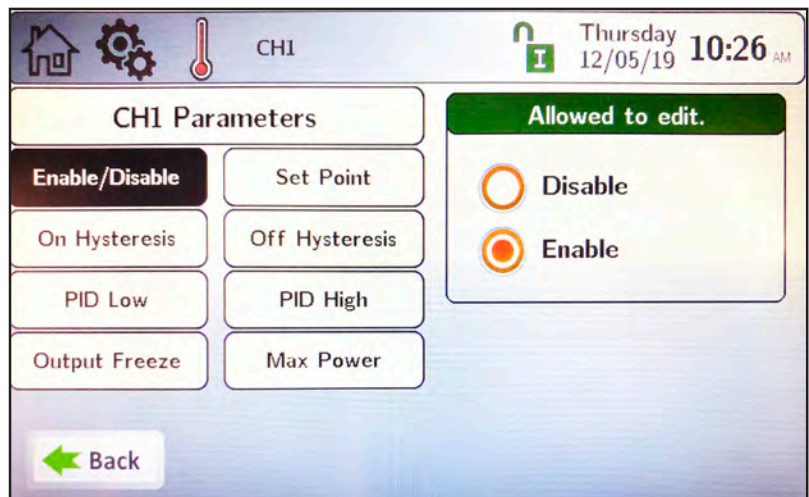 CH1
I
Thursday
12/05/19
10:26 AM
CH1 Parameters
Enable/Disable
Set Point
On Hysteresis
Off Hysteresis
PID Low
PID High
Output Freeze
Max Power
Back
Allowed to edit.
Disable
Enable